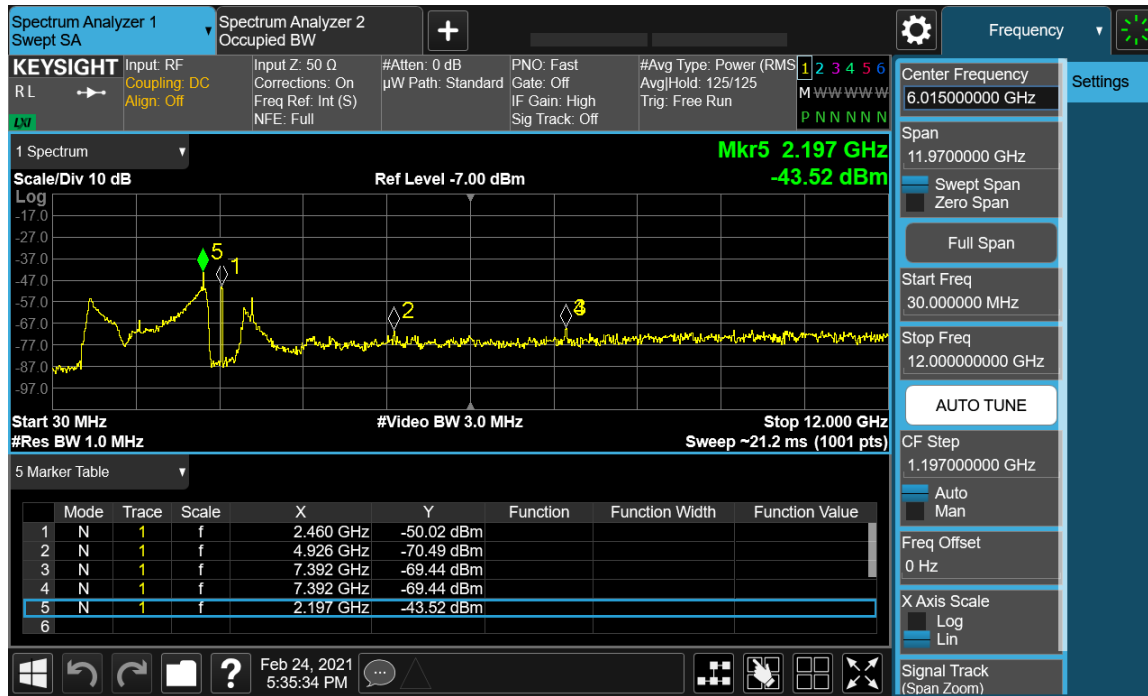 Spectrum Analyzer 1
Swept SA
Spectrum Analyzer 2
Occupied BW
Frequency
KEYSIGHT
R L
LXI
Input: RF
Coupling: DC
Align: Off
Input Z: 50 Ω
Corrections: On
Freq Ref: Int (S)
NFE: Full
#Atten: 0 dB
µW Path: Standard
PNO: Fast
Gate: Off
IF Gain: High
Sig Track: Off
#Avg Type: Power (RMS
Avg|Hold: 125/125
Trig: Free Run
1 2 3 4 5 6
M W W W W W
P N N N N N
1 Spectrum
Mkr5 2.197 GHz
Scale/Div 10 dB
Ref Level -7.00 dBm
-43.52 dBm
Log
-17.0
-27.0
-37.0
-47.0
-57.0
-67.0
-77.0
-87.0
-97.0
5
1
2
Start 30 MHz
#Video BW 3.0 MHz
Stop 12.000 GHz
#Res BW 1.0 MHz
Sweep ~21.2 ms (1001 pts)
5 Marker Table
Mode Trace Scale X Y Function Function Width Function Value
1 N 1 f 2.460 GHz -50.02 dBm
2 N 1 f 4.926 GHz -70.49 dBm
3 N 1 f 7.392 GHz -69.44 dBm
4 N 1 f 7.392 GHz -69.44 dBm
5 N 1 f 2.197 GHz -43.52 dBm
6
?
Feb 24, 2021
5:35:34 PM
Center Frequency
6.015000000 GHz
Settings
Span
11.9700000 GHz
Swept Span
Zero Span
Full Span
Start Freq
30.000000 MHz
Stop Freq
12.000000000 GHz
AUTO TUNE
CF Step
1.197000000 GHz
Auto
Man
Freq Offset
0 Hz
X Axis Scale
Log
Lin
Signal Track
(Span Zoom)